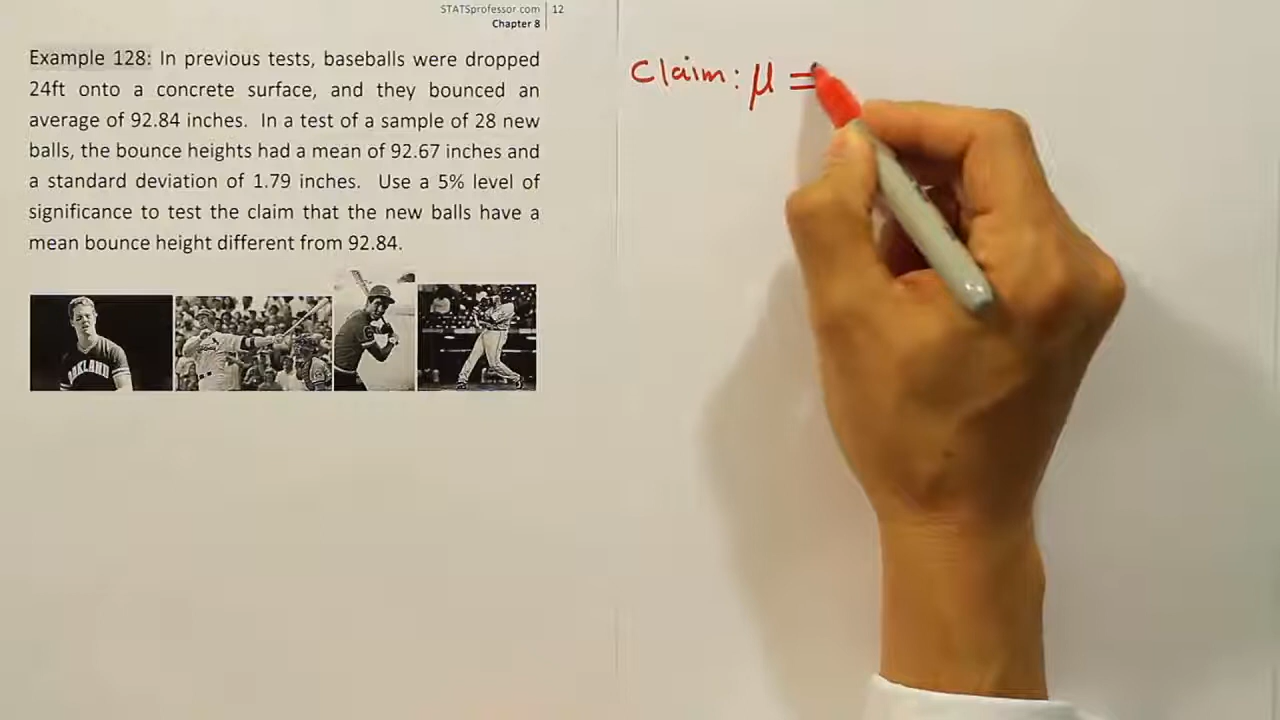 STATSprofessor.com 12
Chapter 8
Example 128: In previous tests, baseballs were dropped
24ft onto a concrete surface, and they bounced an
average of 92.84 inches. In a test of a sample of 28 new
balls, the bounce heights had a mean of 92.67 inches and
a standard deviation of 1.79 inches. Use a 5% level of
significance to test the claim that the new balls have a
mean bounce height different from 92.84.
OAKLAND
Claim: μ =